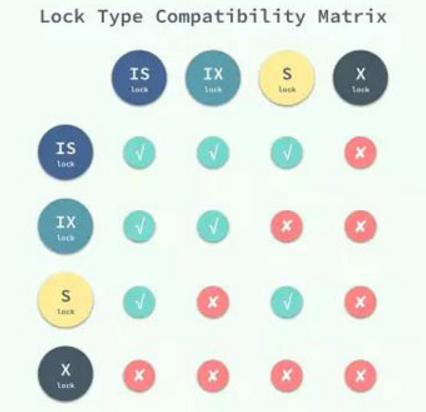 Lock Type Compatibility Matrix
IS IX S X
lock lock lock lock
IS √ √ √ ✘
lock
IX √ √ ✘ ✘
lock
S √ ✘ √ ✘
lock
X ✘ ✘ ✘ ✘
lock